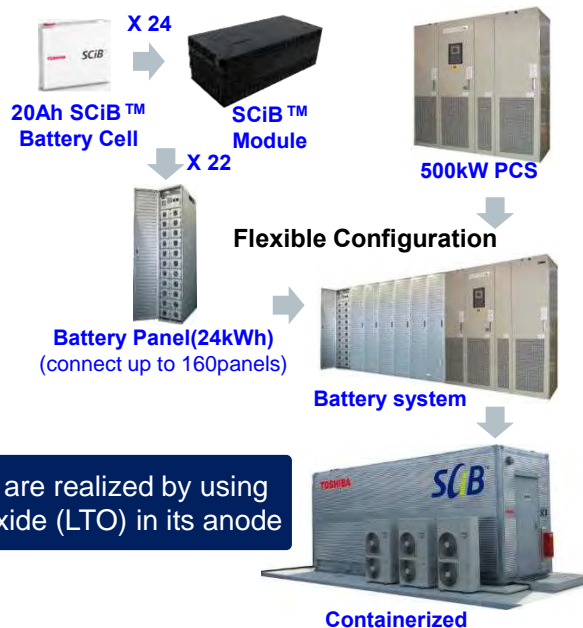 X 24
TOSHIBA
SCiB
20Ah SCiB™
Battery Cell
SCiB™
Module
X 22
500kW PCS
Flexible Configuration
Battery Panel(24kWh)
(connect up to 160panels)
Battery system
are realized by using
xide (LTO) in its anode
TOSHIBA
SCiB
Containerized